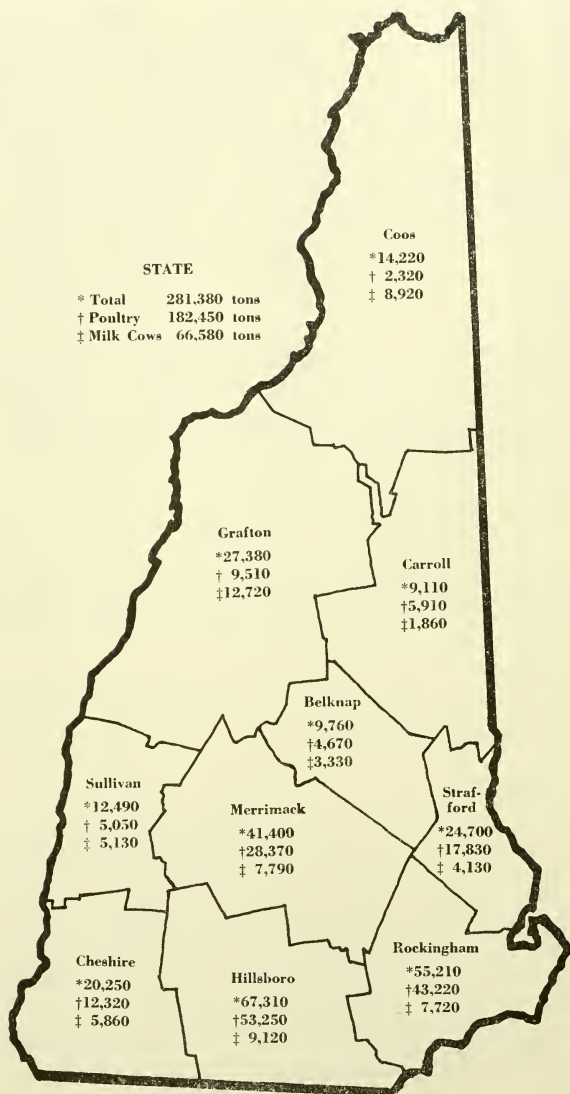 Coos
*14,220
† 2,320
‡ 8,920
STATE
* Total 281,380 tons
† Poultry 182,450 tons
‡ Milk Cows 66,580 tons
Grafton
*27,380
† 9,510
‡12,720
Carroll
*9,110
†5,910
‡1,860
Belknap
*9,760
†4,670
‡3,330
Sullivan
*12,490
† 5,050
‡ 5,130
Merrimack
*41,400
†28,370
‡ 7,790
Straf-
ford
*24,700
†17,830
‡ 4,130
Cheshire
*20,250
†12,320
‡ 5,860
Hillsboro
*67,310
†53,250
‡ 9,120
Rockingham
*55,210
†43,220
‡ 7,720